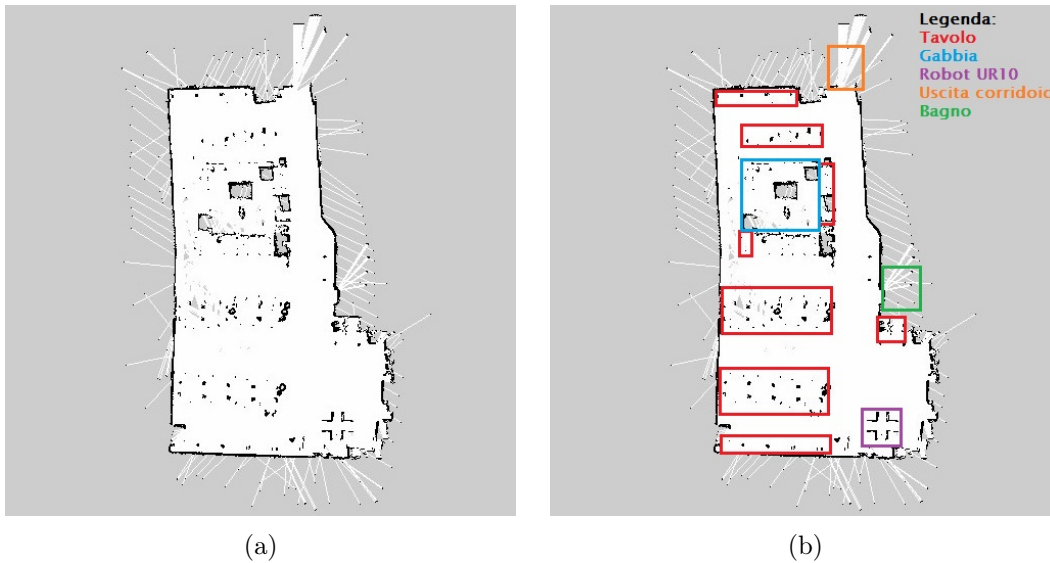 Legenda:
Tavolo
Gabbia
Robot UR10
Uscita corridoio
Bagno
(a)
(b)